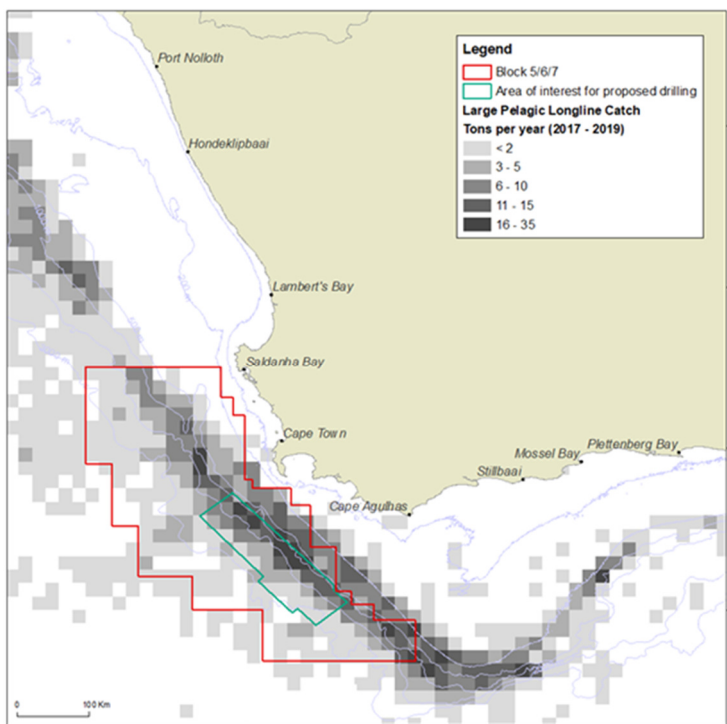 Port Nolloth
Legend
Block 5/6/7
Area of interest for proposed drilling
Large Pelagic Longline Catch
Tons per year (2017 - 2019)
< 2
3 - 5
6 - 10
11 - 15
16 - 35
Hondeklipbaai
Lambert's Bay
Saldanha Bay
Cape Town
Plettenberg Bay
Mossel Bay
Stillbaai
Cape Agulhas
0 100 Km